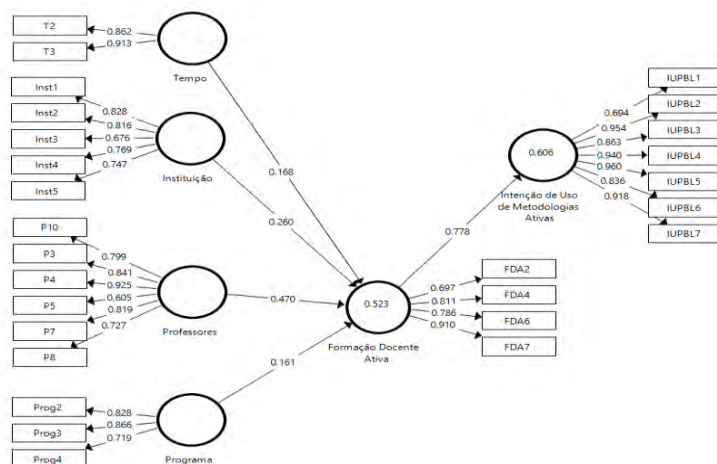 T2
0.862
T3
0.913
Tempo
Inst1
0.828
Inst2
0.816
Inst3
0.676
Inst4
0.769
Inst5
0.747
Instituição
0.168
0.260
P10
0.799
P3
0.841
P4
0.925
P5
0.605
P7
0.819
P8
0.727
Professores
0.470
Prog2
0.828
Prog3
0.866
Prog4
0.719
Programa
0.161
0.523
Formação Docente
Ativa
0.697
FDA2
0.811
FDA4
0.786
FDA6
0.910
FDA7
0.778
0.606
Intenção de Uso
de Metodologias
Ativas
0.694
IUPBL1
0.954
IUPBL2
0.863
IUPBL3
0.940
IUPBL4
0.960
IUPBL5
0.836
IUPBL6
0.918
IUPBL7